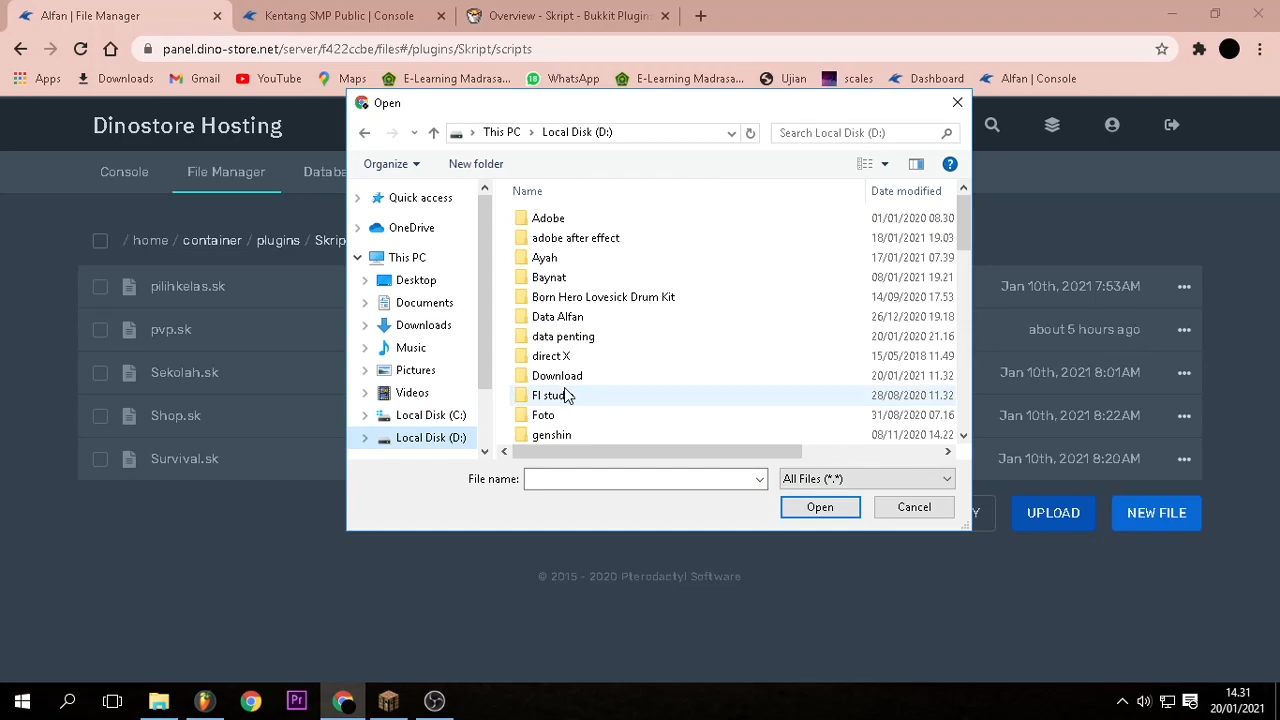 Alfan | File Manager
Kentang SMP Public | Console
Overview - Skript - Bukkit Plugins
panel.dino-store.net/server/f422ccbe/files#/plugins/Skript/scripts
Apps
Downloads
Gmail
YouTube
Maps
E-Learning Madrasa...
WhatsApp
E-Learning Madrasa...
Ujian
scales
Dashboard
Alfan | Console
Dinostore Hosting
Console
File Manager
Databa
/ home / container / plugins / Skrip
pilihkelas.sk
Jan 10th, 2021 7:53AM
pvp.sk
about 5 hours ago
Sekolah.sk
Jan 10th, 2021 8:01AM
Shop.sk
Jan 10th, 2021 8:22AM
Survival.sk
Jan 10th, 2021 8:20AM
Y
UPLOAD
NEW FILE
© 2015 - 2020 Pterodactyl Software
Open
This PC
Local Disk (D:)
Search Local Disk (D:)
Organize
New folder
Quick access
OneDrive
This PC
Desktop
Documents
Downloads
Music
Pictures
Videos
Local Disk (C:)
Local Disk (D:)
Name
Date modified
Adobe
01/01/2020 08.30
adobe after effect
18/01/2021 19.03
Ayah
17/01/2021 07.39
Baynat
08/01/2021 19.21
Born Hero Lovesick Drum Kit
14/09/2020 17.53
Data Alfan
26/12/2020 19.18
data penting
20/01/2020 21.16
direct X
15/05/2018 11.49
Download
20/01/2021 11.32
Fl stud
28/08/2020 11.32
Foto
31/08/2020 07.16
genshin
08/11/2020 14.22
File name:
All Files (*.*)
Open
Cancel
Pr
14.31
20/01/2021